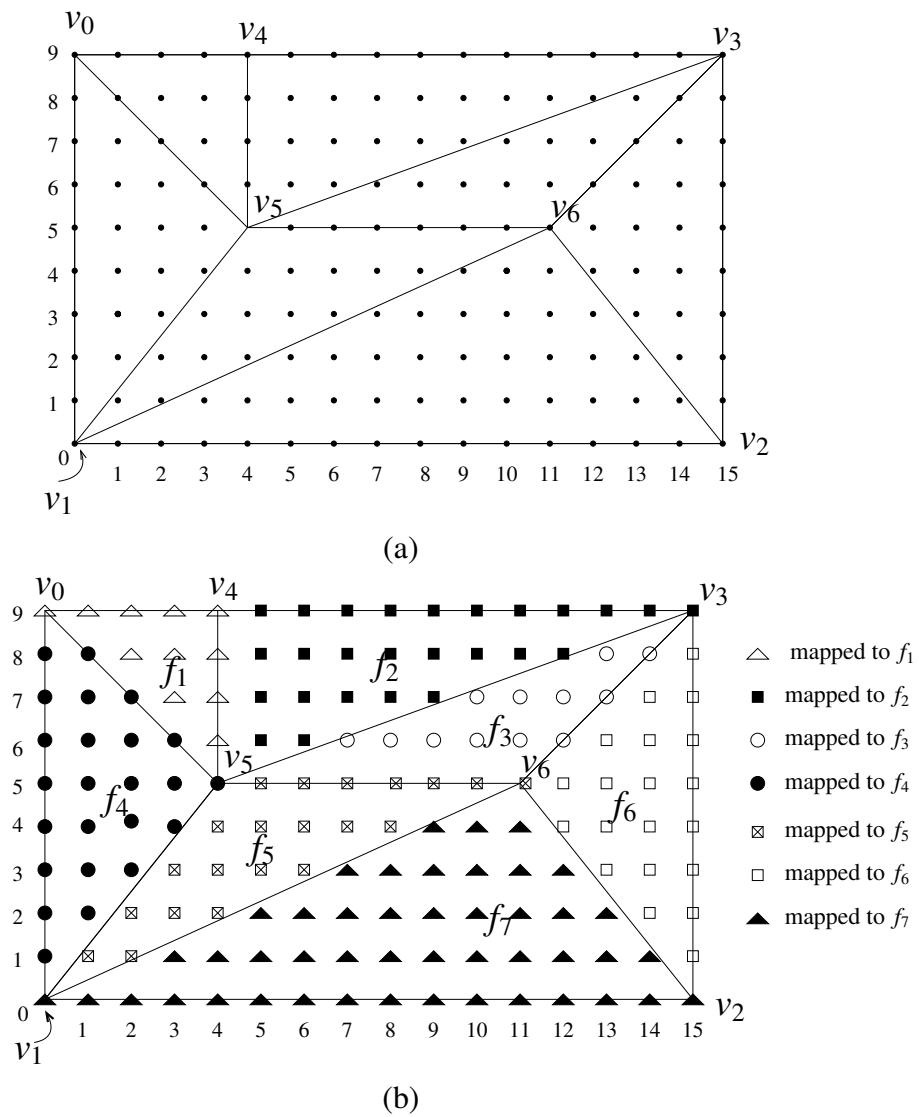 v0 v4 v3
9
8
7
6
5
4
3
2
1
0
v5 v6
v2
1 2 3 4 5 6 7 8 9 10 11 12 13 14 15
v1
(a)
v0 v4 v3
9
8
7
6
5
4
3
2
1
0
f1 f2
f3
v5 v6
f4 f5 f6
f7
v2
1 2 3 4 5 6 7 8 9 10 11 12 13 14 15
v1
mapped to f1
mapped to f2
mapped to f3
mapped to f4
mapped to f5
mapped to f6
mapped to f7
(b)